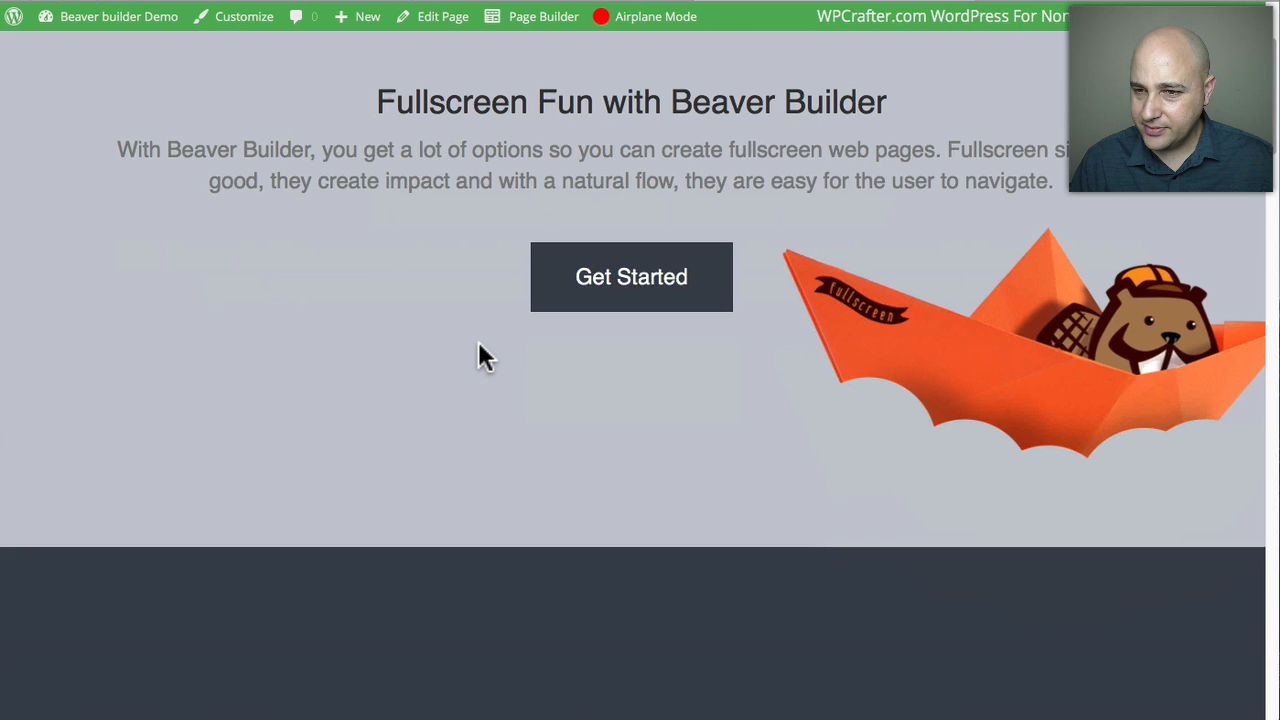 Beaver builder Demo Customize 0 New Edit Page Page Builder Airplane Mode WPCrafter.com WordPress For Non
Fullscreen Fun with Beaver Builder
With Beaver Builder, you get a lot of options so you can create fullscreen web pages. Fullscreen si
good, they create impact and with a natural flow, they are easy for the user to navigate.
Get Started
Fullscreen